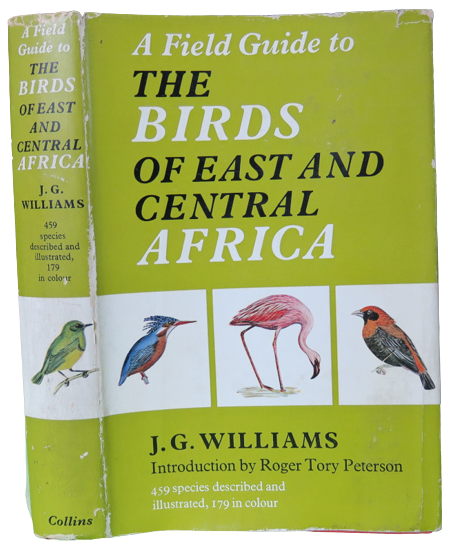 A Field
Guide to
THE
BIRDS
OF EAST
AND
CENTRAL
AFRICA
J. G.
WILLIAMS
459
species
described and
illustrated,
179
in colour
Collins
A Field Guide to
THE
BIRDS
OF EAST AND
CENTRAL
AFRICA
J. G. WILLIAMS
Introduction by Roger Tory Peterson
459 species described and
illustrated, 179 in colour